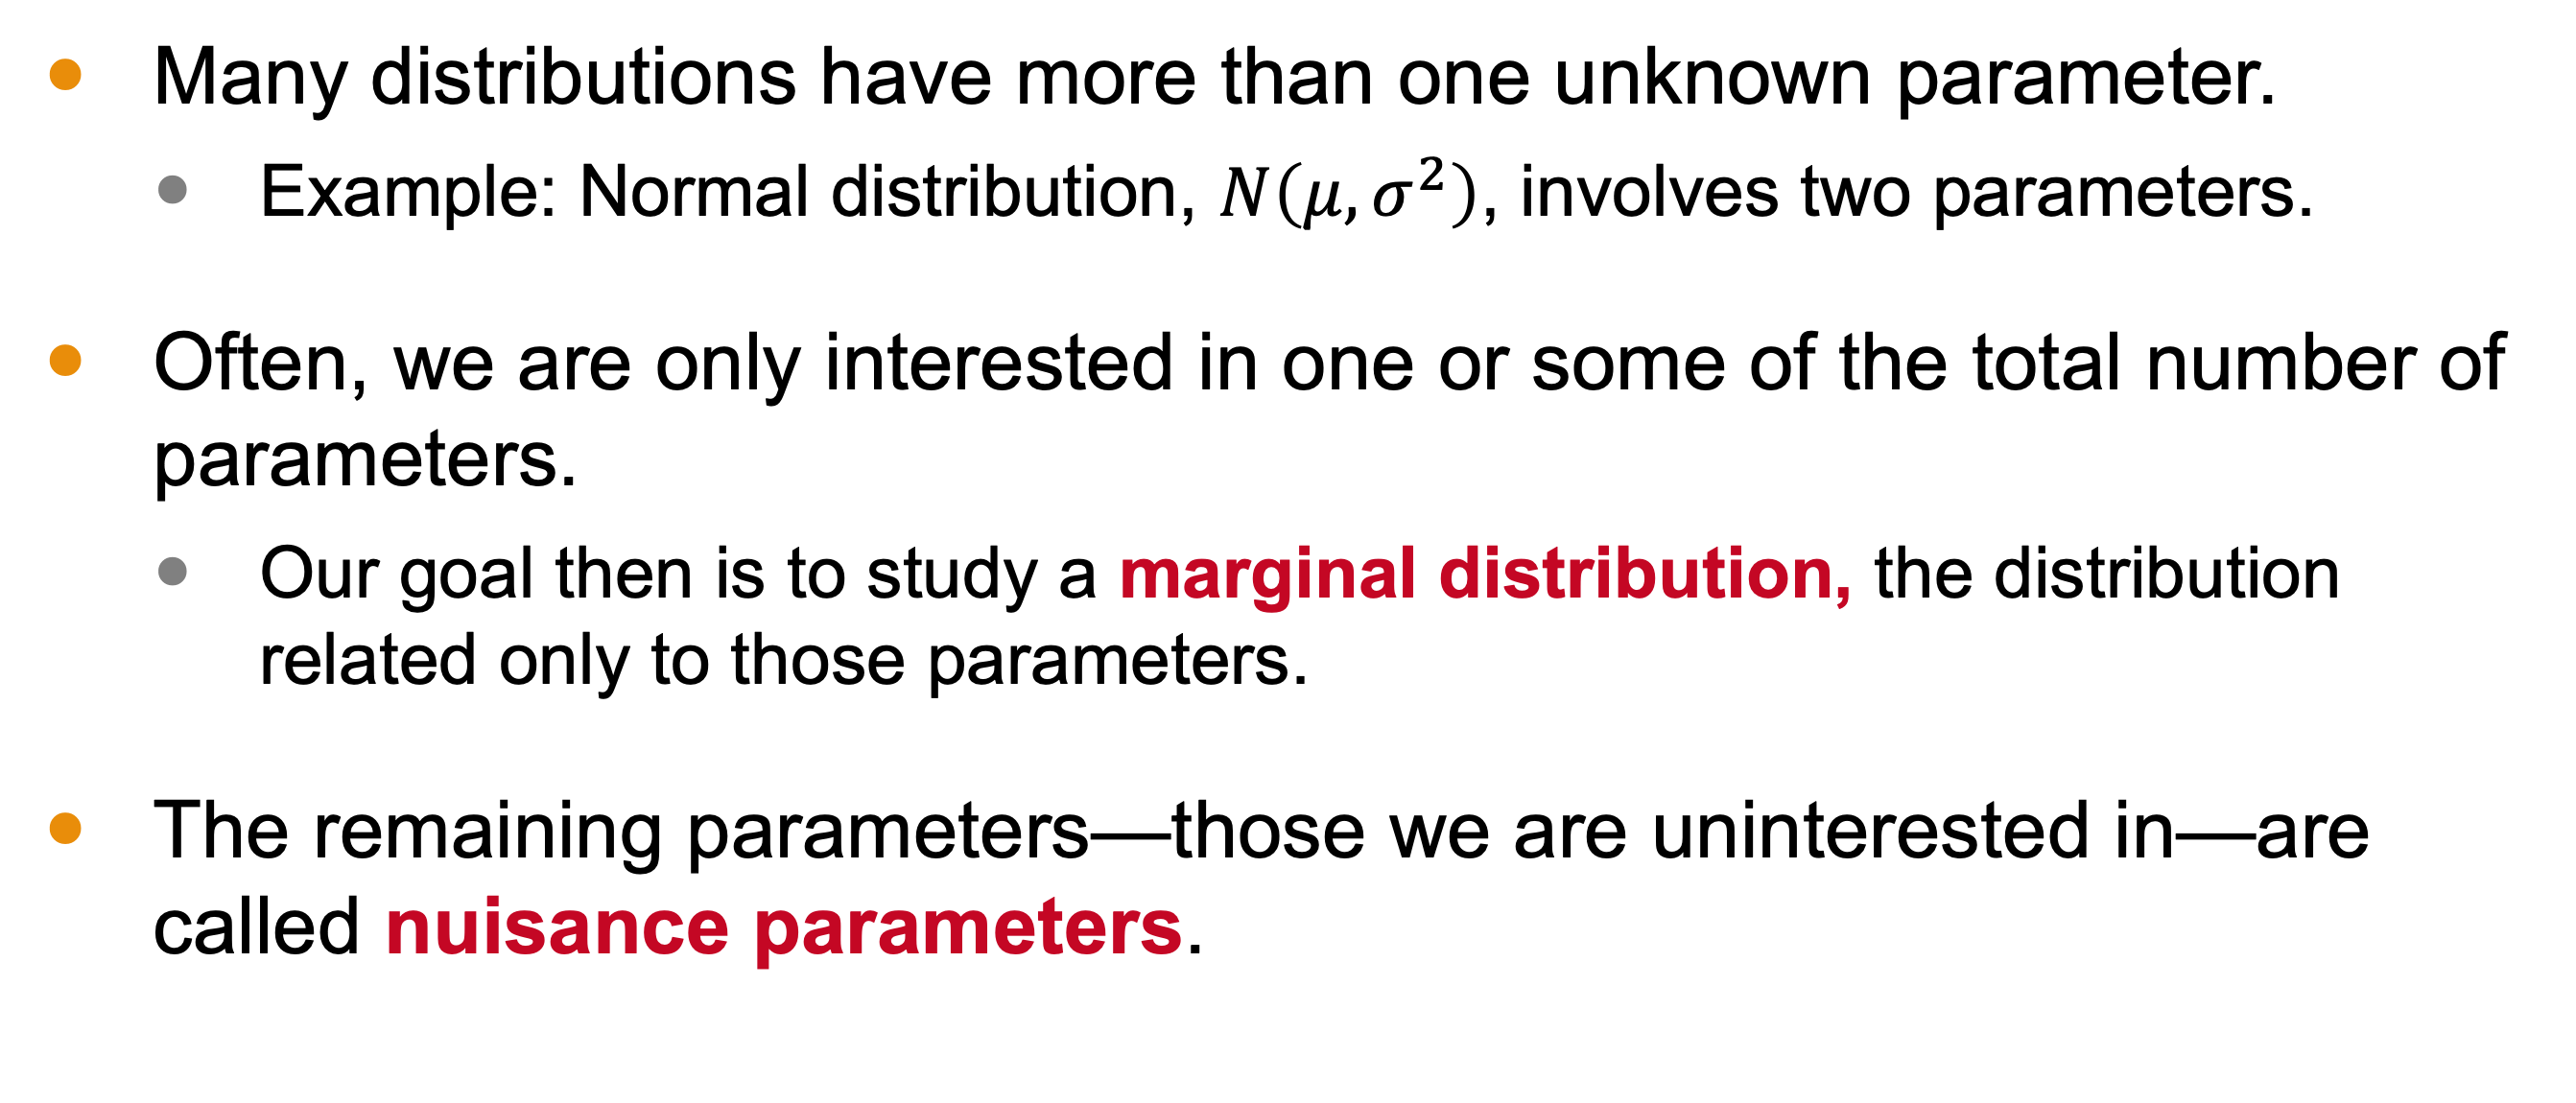 Many distributions have more than one unknown parameter.
Example: Normal distribution, N(μ, σ²), involves two parameters.
Often, we are only interested in one or some of the total number of
parameters.
Our goal then is to study a marginal distribution, the distribution
related only to those parameters.
The remaining parameters—those we are uninterested in—are
called nuisance parameters.